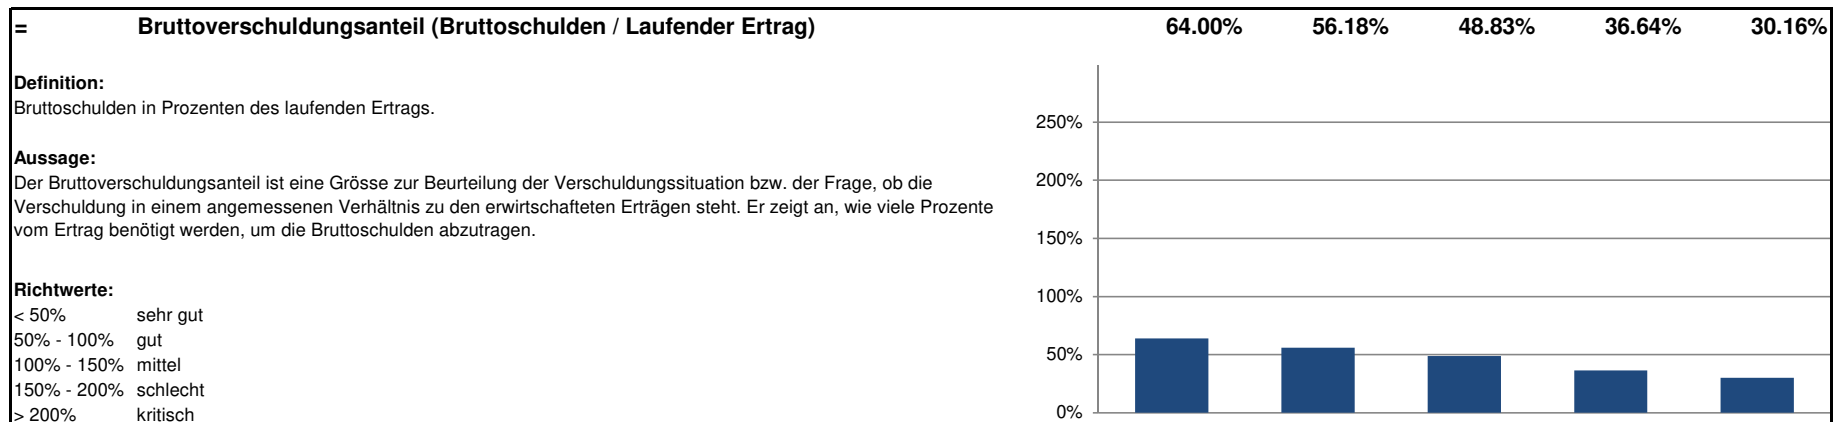 = Bruttoverschuldungsanteil (Bruttoschulden / Laufender Ertrag) 64.00% 56.18% 48.83% 36.64% 30.16%
Definition:
Bruttoschulden in Prozenten des laufenden Ertrags.
Aussage:
Der Bruttoverschuldungsanteil ist eine Grösse zur Beurteilung der Verschuldungssituation bzw. der Frage, ob die
Verschuldung in einem angemessenen Verhältnis zu den erwirtschafteten Erträgen steht. Er zeigt an, wie viele Prozente
vom Ertrag benötigt werden, um die Bruttoschulden abzutragen.
Richtwerte:
< 50% sehr gut
50% - 100% gut
100% - 150% mittel
150% - 200% schlecht
> 200% kritisch
250%
200%
150%
100%
50%
0%